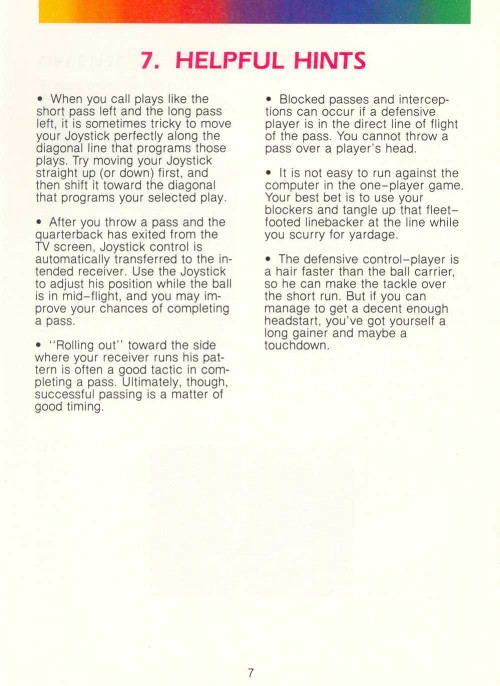 7. HELPFUL HINTS
• When you call plays like the
short pass left and the long pass
left, it is sometimes tricky to move
your Joystick perfectly along the
diagonal line that programs those
plays. Try moving your Joystick
straight up (or down) first, and
then shift it toward the diagonal
that programs your selected play.
• After you throw a pass and the
quarterback has exited from the
TV screen, Joystick control is
automatically transferred to the in-
tended receiver. Use the Joystick
to adjust his position while the ball
is in mid-flight, and you may im-
prove your chances of completing
a pass.
• ''Rolling out'' toward the side
where your receiver runs his pat-
tern is often a good tactic in com-
pleting a pass. Ultimately, though,
successful passing is a matter of
good timing.
• Blocked passes and intercep-
tions can occur if a defensive
player is in the direct line of flight
of the pass. You cannot throw a
pass over a player's head.
• It is not easy to run against the
computer in the one-player game.
Your best bet is to use your
blockers and tangle up that fleet-
footed linebacker at the line while
you scurry for yardage.
• The defensive control-player is
a hair faster than the ball carrier,
so he can make the tackle over
the short run. But if you can
manage to get a decent enough
headstart, you've got yourself a
long gainer and maybe a
touchdown.
7